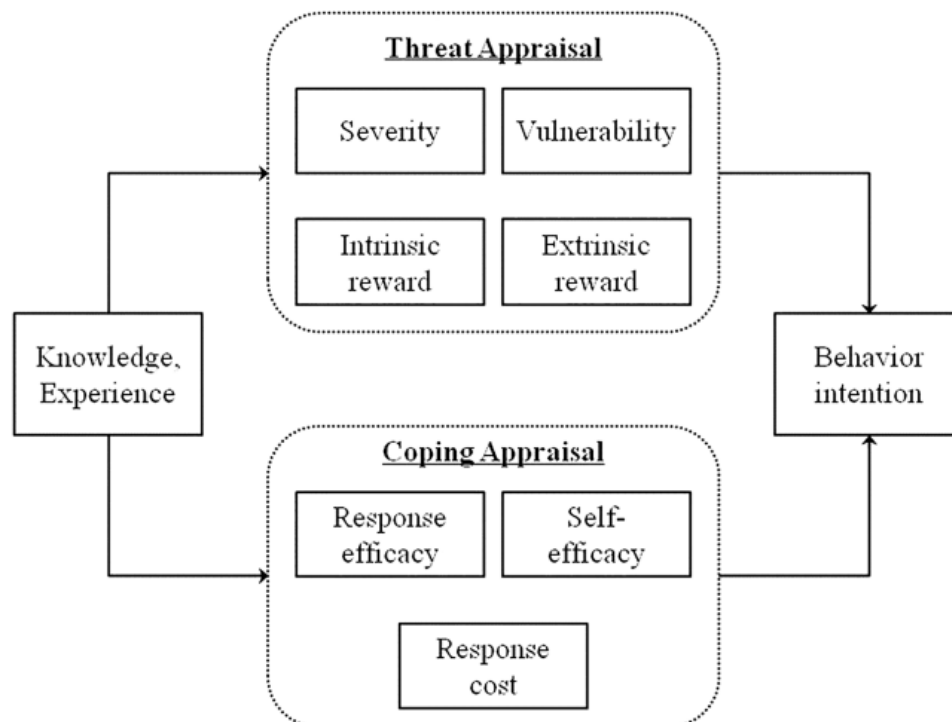 Threat Appraisal
Severity
Vulnerability
Intrinsic
reward
Extrinsic
reward
Knowledge,
Experience
Behavior
intention
Coping Appraisal
Response
efficacy
Self-
efficacy
Response
cost